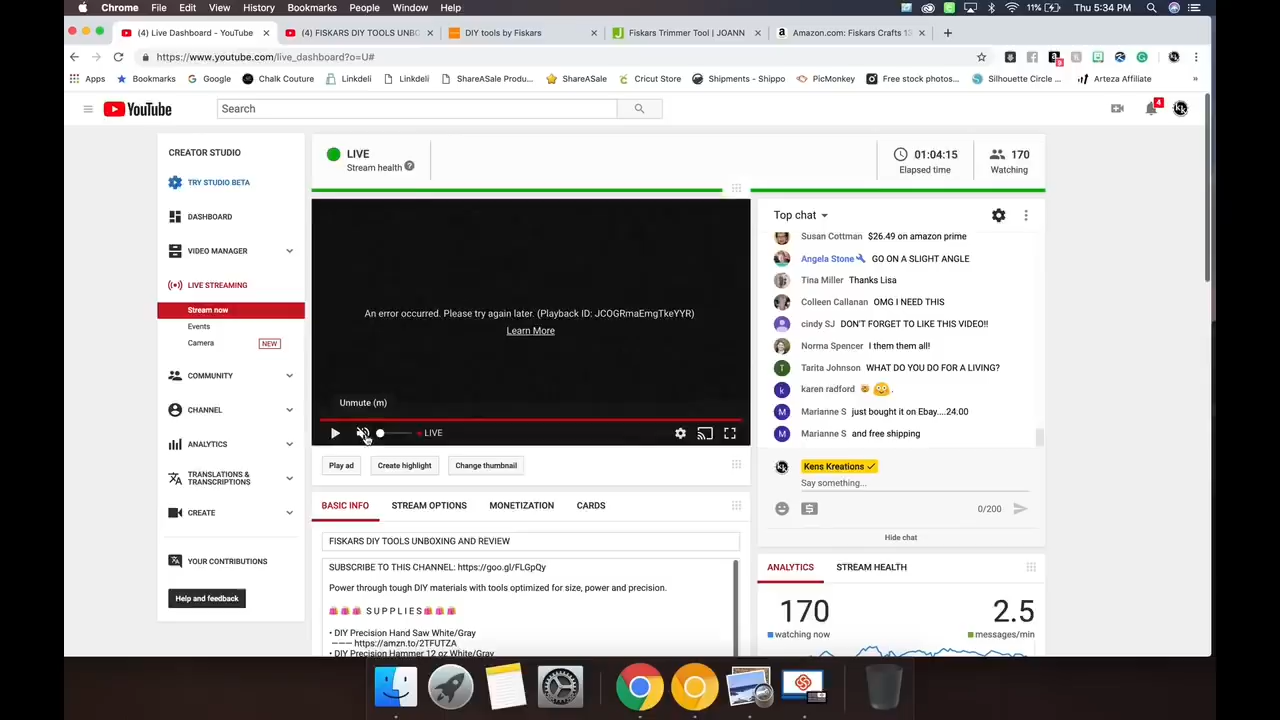 Chrome File Edit View History Bookmarks People Window Help 11% Thu 5:34 PM
(4) Live Dashboard - YouTube × (4) FISKARS DIY TOOLS UNBO × DIY tools by Fiskars × Fiskars Trimmer Tool | JOANN × Amazon.com: Fiskars Crafts 13 × +
https://www.youtube.com/live_dashboard?o=U#
Apps Bookmarks Google Chalk Couture Linkdeli Linkdeli ShareASale Produ... ShareASale Cricut Store Shipments - Shippo PicMonkey Free stock photos... Silhouette Circle ... Arteza Affiliate »
YouTube Search 4
CREATOR STUDIO
TRY STUDIO BETA
DASHBOARD
VIDEO MANAGER
LIVE STREAMING
Stream now
Events
Camera NEW
COMMUNITY
CHANNEL
ANALYTICS
TRANSLATIONS &
TRANSCRIPTIONS
CREATE
YOUR CONTRIBUTIONS
Help and feedback
LIVE
Stream health ?
01:04:15
Elapsed time
170
Watching
An error occurred. Please try again later. (Playback ID: JCOGRmaEmgTkeYYR)
Learn More
Unmute (m)
LIVE
Play ad Create highlight Change thumbnail
BASIC INFO STREAM OPTIONS MONETIZATION CARDS
FISKARS DIY TOOLS UNBOXING AND REVIEW
SUBSCRIBE TO THIS CHANNEL: https://goo.gl/FLGpQy
Power through tough DIY materials with tools optimized for size, power and precision.
🎁🎁🎁 S U P P L I E S 🎁🎁🎁
• DIY Precision Hand Saw White/Gray
——— https://amzn.to/2TFUTZA
• DIY Precision Hammer 12 oz White/Gray
Top chat
Susan Cottman $26.49 on amazon prime
Angela Stone GO ON A SLIGHT ANGLE
Tina Miller Thanks Lisa
Colleen Callanan OMG I NEED THIS
cindy SJ DON'T FORGET TO LIKE THIS VIDEO!!
Norma Spencer I them them all!
Tarita Johnson WHAT DO YOU DO FOR A LIVING?
karen radford .
Marianne S just bought it on Ebay....24.00
Marianne S and free shipping
Kens Kreations ✓
Say something...
0/200
Hide chat
ANALYTICS STREAM HEALTH
170 2.5
watching now messages/min